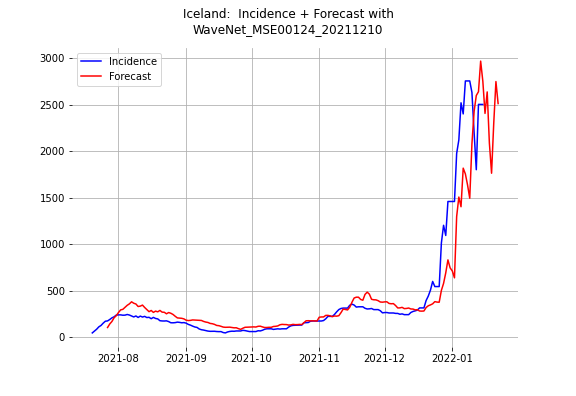 Iceland:  Incidence + Forecast with
WaveNet_MSE00124_20211210
Incidence
Forecast
3000
2500
2000
1500
1000
500
0
2021-08 2021-09 2021-10 2021-11 2021-12 2022-01